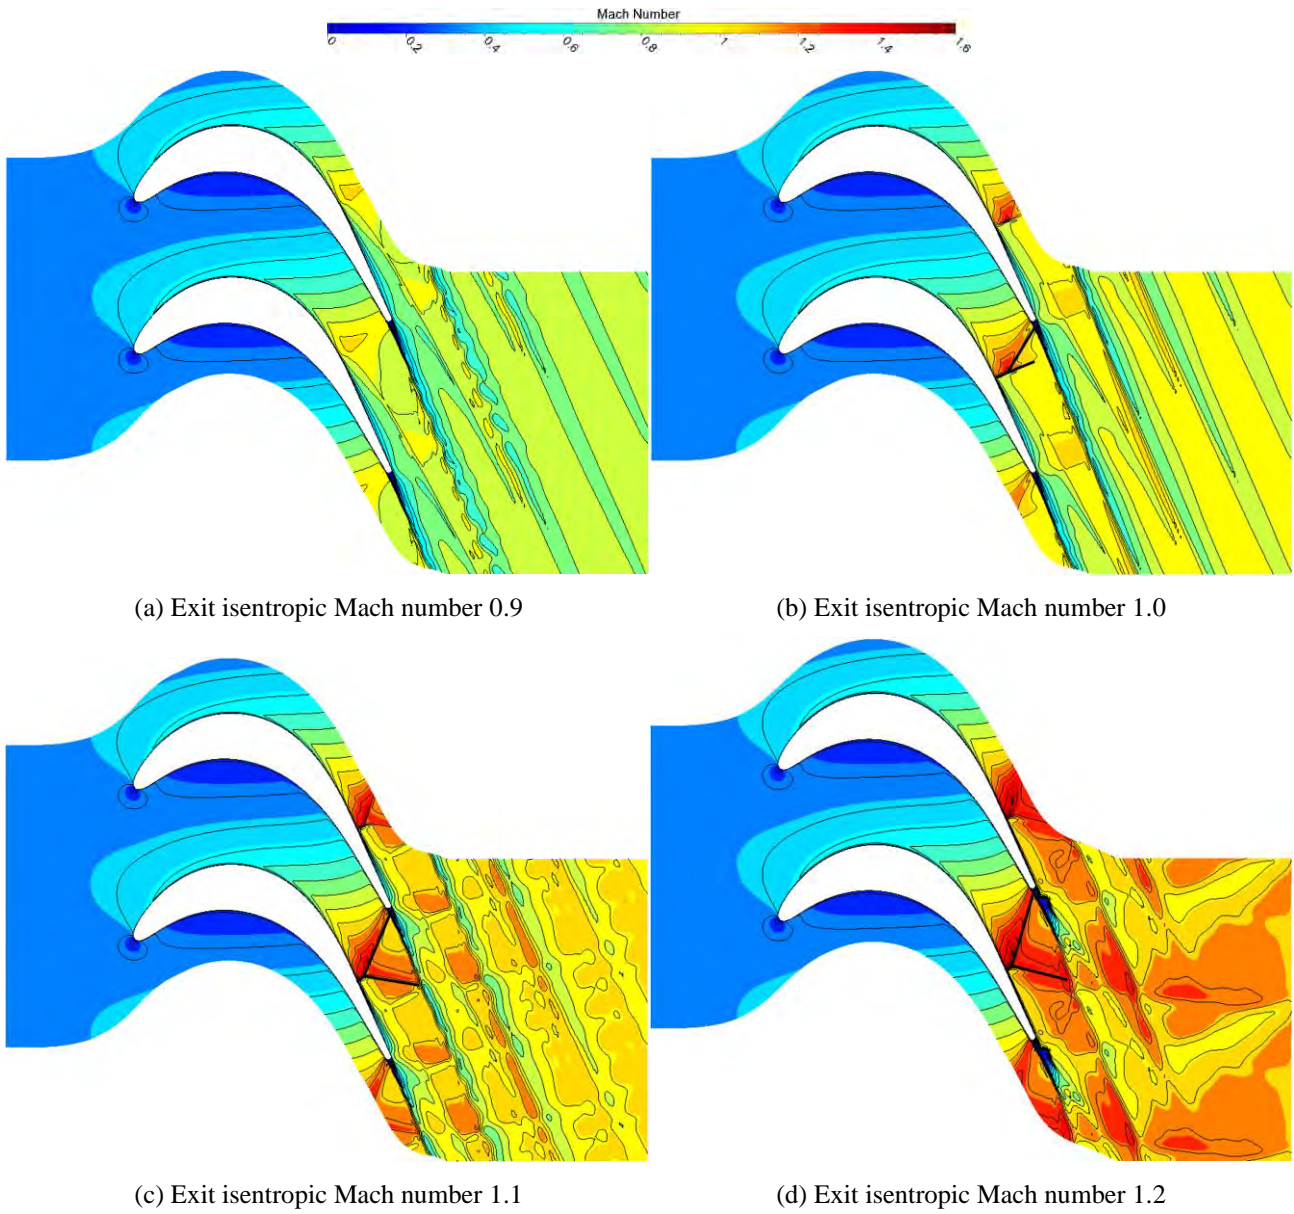 Mach Number
0 0.2 0.4 0.6 0.8 1 1.2 1.4 1.6
(a) Exit isentropic Mach number 0.9
(b) Exit isentropic Mach number 1.0
(c) Exit isentropic Mach number 1.1
(d) Exit isentropic Mach number 1.2